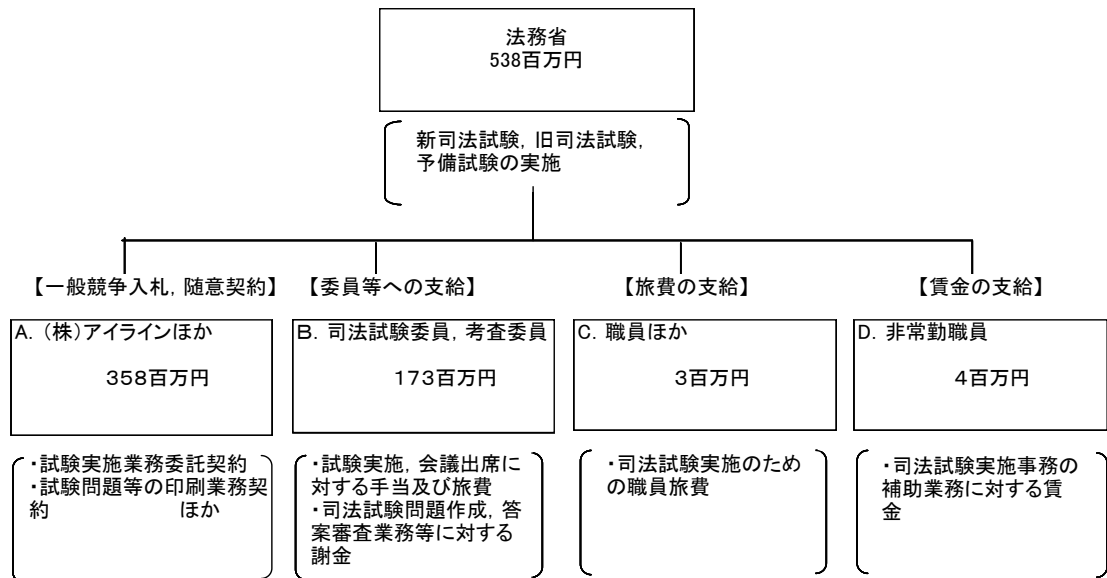 法務省
538百万円
新司法試験，旧司法試験，
予備試験の実施
【一般競争入札，随意契約】
【委員等への支給】
【旅費の支給】
【賃金の支給】
A．（株）アイラインほか
358百万円
B．司法試験委員，考査委員
173百万円
C．職員ほか
3百万円
D．非常勤職員
4百万円
・試験実施業務委託契約
・試験問題等の印刷業務契
約　　　　　　ほか
・試験実施，会議出席に
対する手当及び旅費
・司法試験問題作成，答
案審査業務等に対する
謝金
・司法試験実施のため
の職員旅費
・司法試験実施事務の
補助業務に対する賃
金